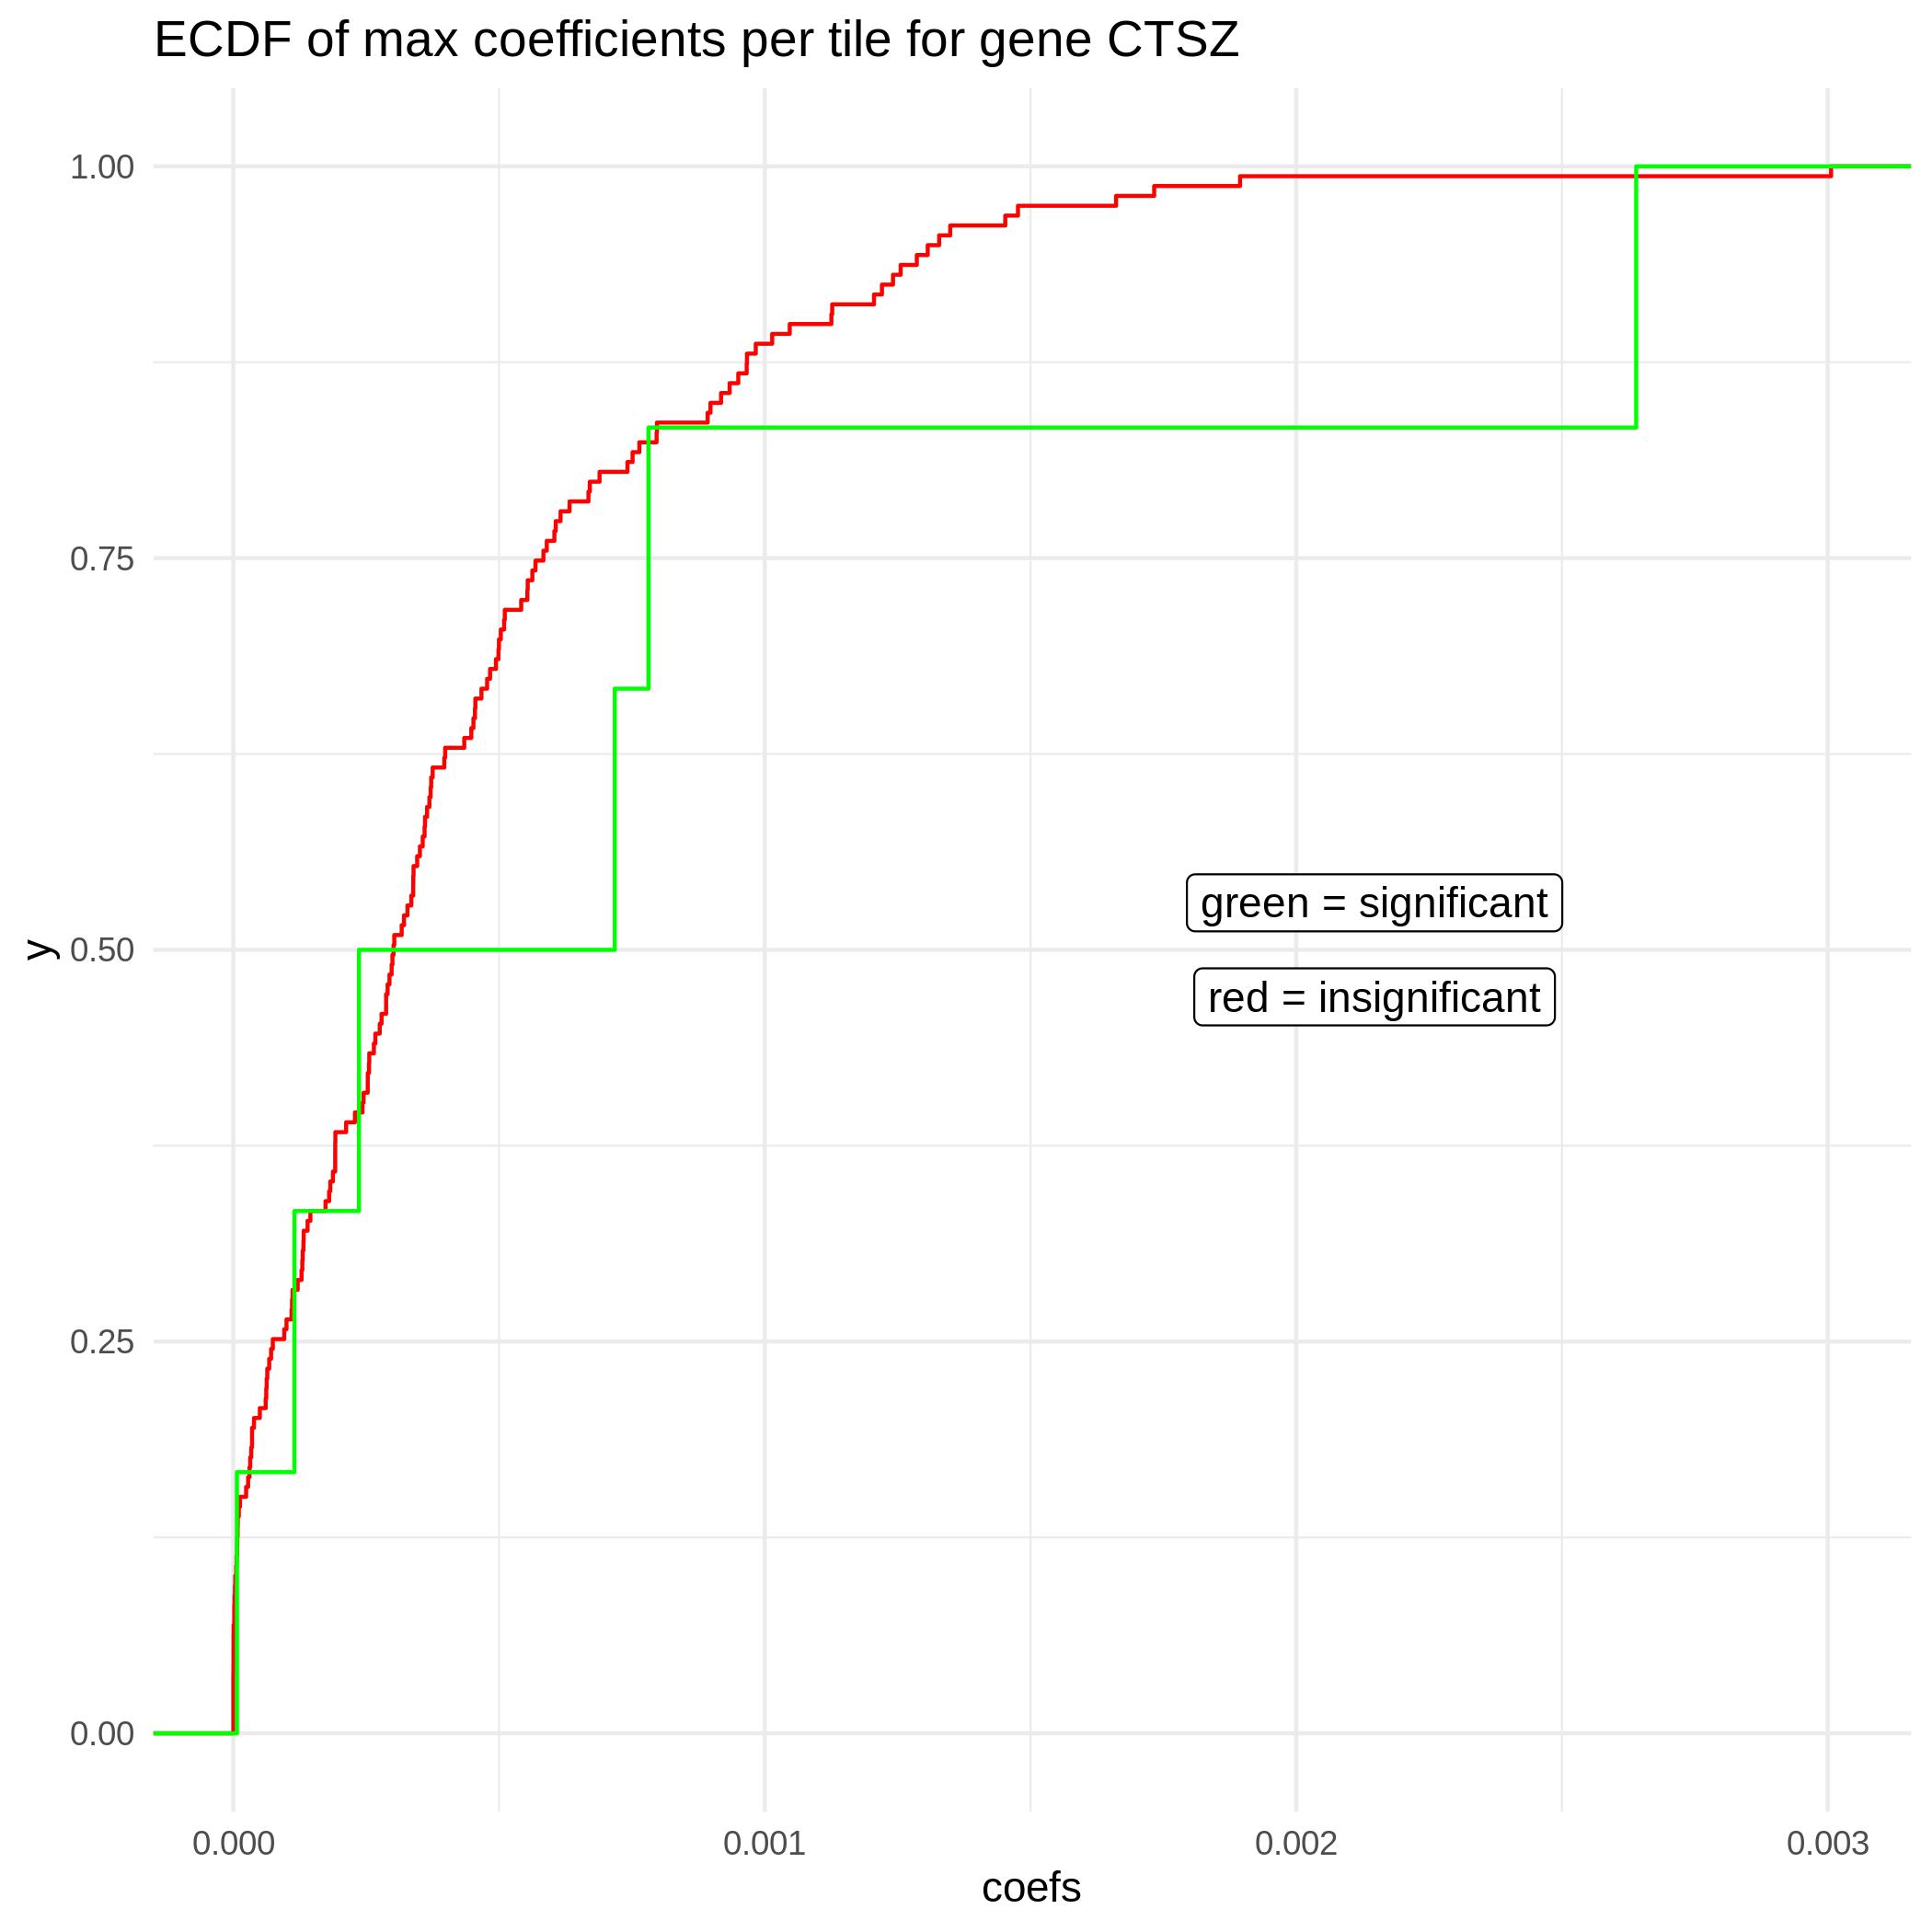 ECDF of max coefficients per tile for gene CTSZ
y
1.00
0.75
0.50
0.25
0.00
green = significant
red = insignificant
0.000 0.001 0.002 0.003
coefs